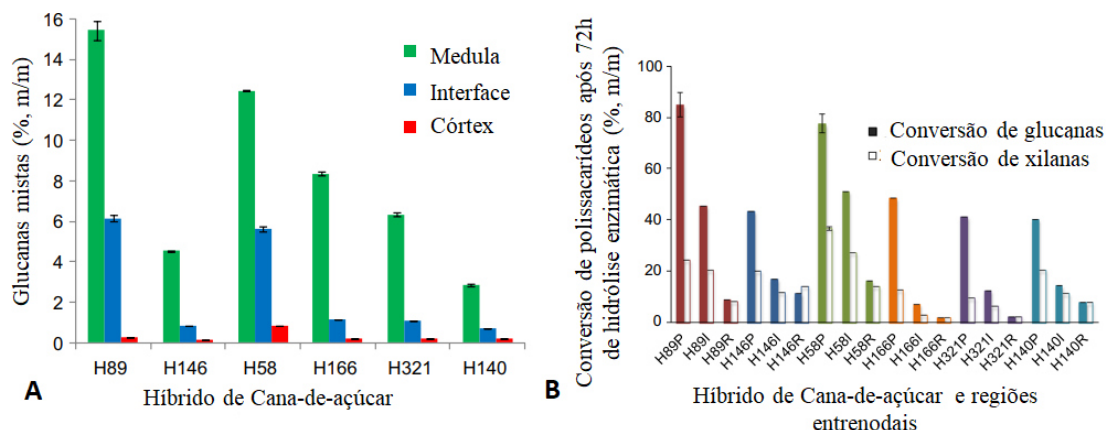 Glucanas mistas (%, m/m)
16
14
12
10
8
6
4
2
0
Medula
Interface
Córtex
H89 H146 H58 H166 H321 H140
Híbrido de Cana-de-açúcar
A
Conversão de polissacarídeos após 72h
de hidrólise enzimática (%, m/m)
100
80
60
40
20
0
Conversão de glucanas
Conversão de xilanas
H89P
H89I
H89R
H146P
H146I
H146R
H58P
H58I
H58R
H166P
H166I
H166R
H321P
H321I
H321R
H140P
H140I
H140R
Híbrido de Cana-de-açúcar e regiões
entrenodais
B